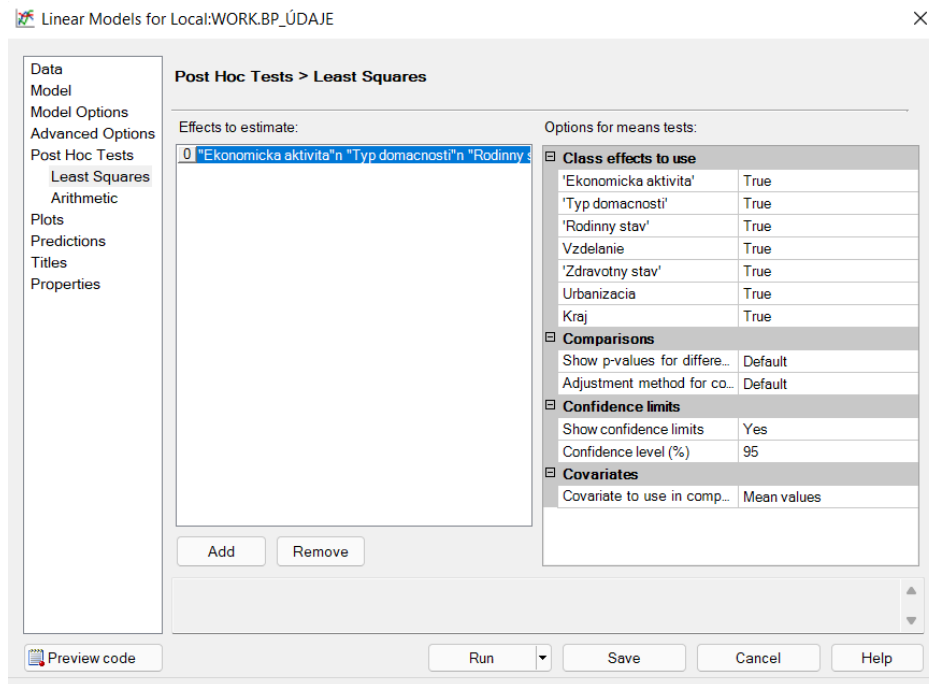 Linear Models for Local:WORK.BP_ÚDAJE
Data
Model
Model Options
Advanced Options
Post Hoc Tests
Least Squares
Arithmetic
Plots
Predictions
Titles
Properties
Post Hoc Tests > Least Squares
Effects to estimate:
0 "Ekonomicka aktivita"n "Typ domacnosti"n "Rodinny s
Add Remove
Options for means tests:
Class effects to use
'Ekonomicka aktivita' True
'Typ domacnosti' True
'Rodinny stav' True
Vzdelanie True
'Zdravotny stav' True
Urbanizacia True
Kraj True
Comparisons
Show p-values for differe... Default
Adjustment method for co... Default
Confidence limits
Show confidence limits Yes
Confidence level (%) 95
Covariates
Covariate to use in comp... Mean values
Preview code Run Save Cancel Help